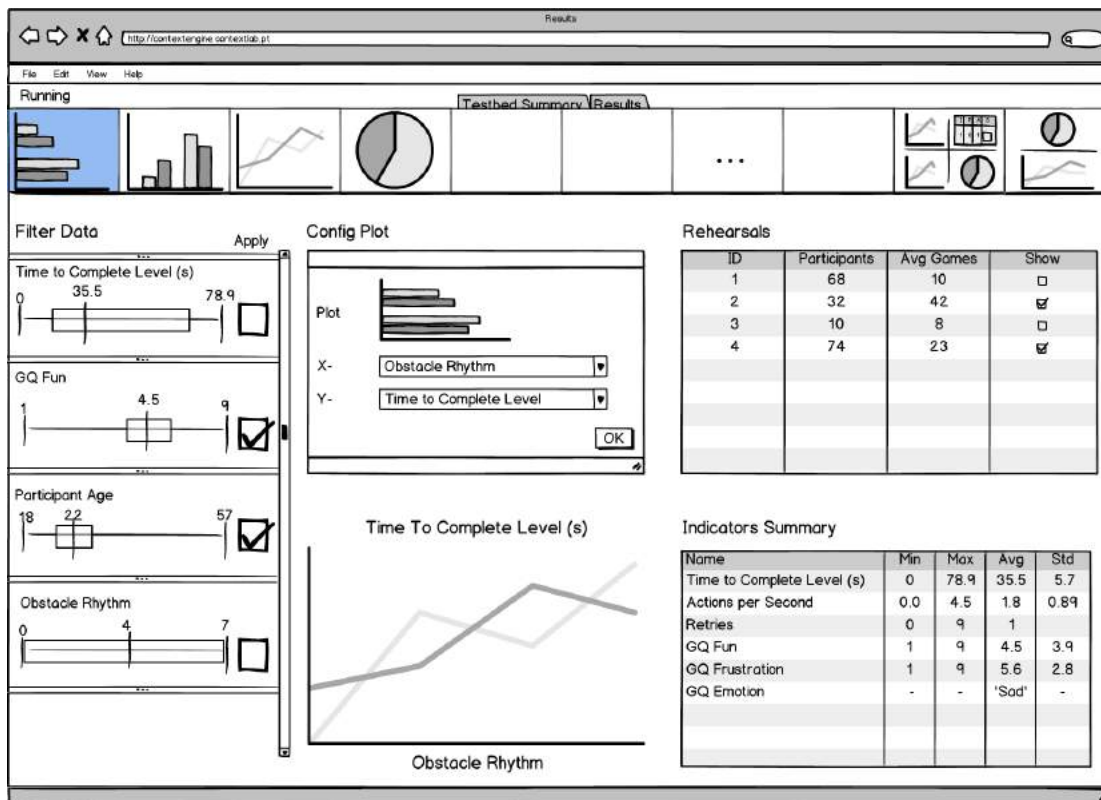 Results
http://contextengine.contextlab.pt
File Edit View Help
Running
Testbed Summary Results
...
Filter Data
Apply
Time to Complete Level (s)
0 35.5 78.9
GQ Fun
1 4.5 9
Participant Age
18 22 57
Obstacle Rhythm
0 4 7
Config Plot
Plot
X- Obstacle Rhythm
Y- Time to Complete Level
OK
Time To Complete Level (s)
Obstacle Rhythm
Rehearsals
ID Participants Avg Games Show
1 68 10
2 32 42
3 10 8
4 74 23
Indicators Summary
Name Min Max Avg Std
Time to Complete Level (s) 0 78.9 35.5 5.7
Actions per Second 0.0 4.5 1.8 0.89
Retries 0 9 1
GQ Fun 1 9 4.5 3.9
GQ Frustration 1 9 5.6 2.8
GQ Emotion - - 'Sad' -